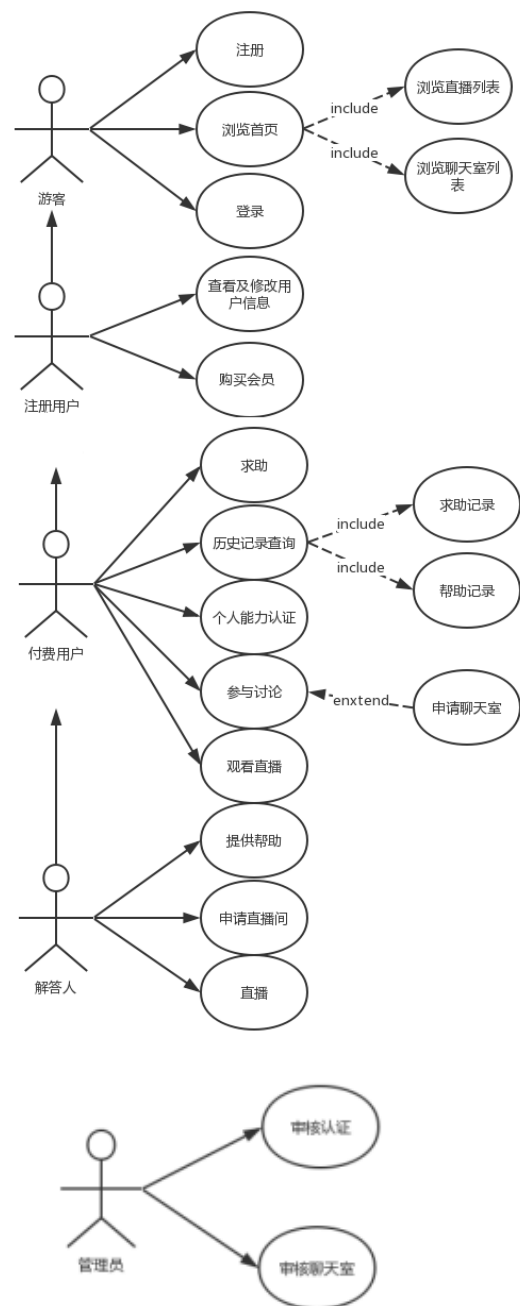 注册
浏览直播列表
include
浏览首页
include
浏览聊天室列
表
游客
登录
查看及修改用
户信息
注册用户
购买会员
求助
求助记录
include
历史记录查询
include
帮助记录
个人能力认证
付费用户
参与讨论
enxtend
申请聊天室
观看直播
提供帮助
申请直播间
解答人
直播
审核认证
管理员
审核聊天室